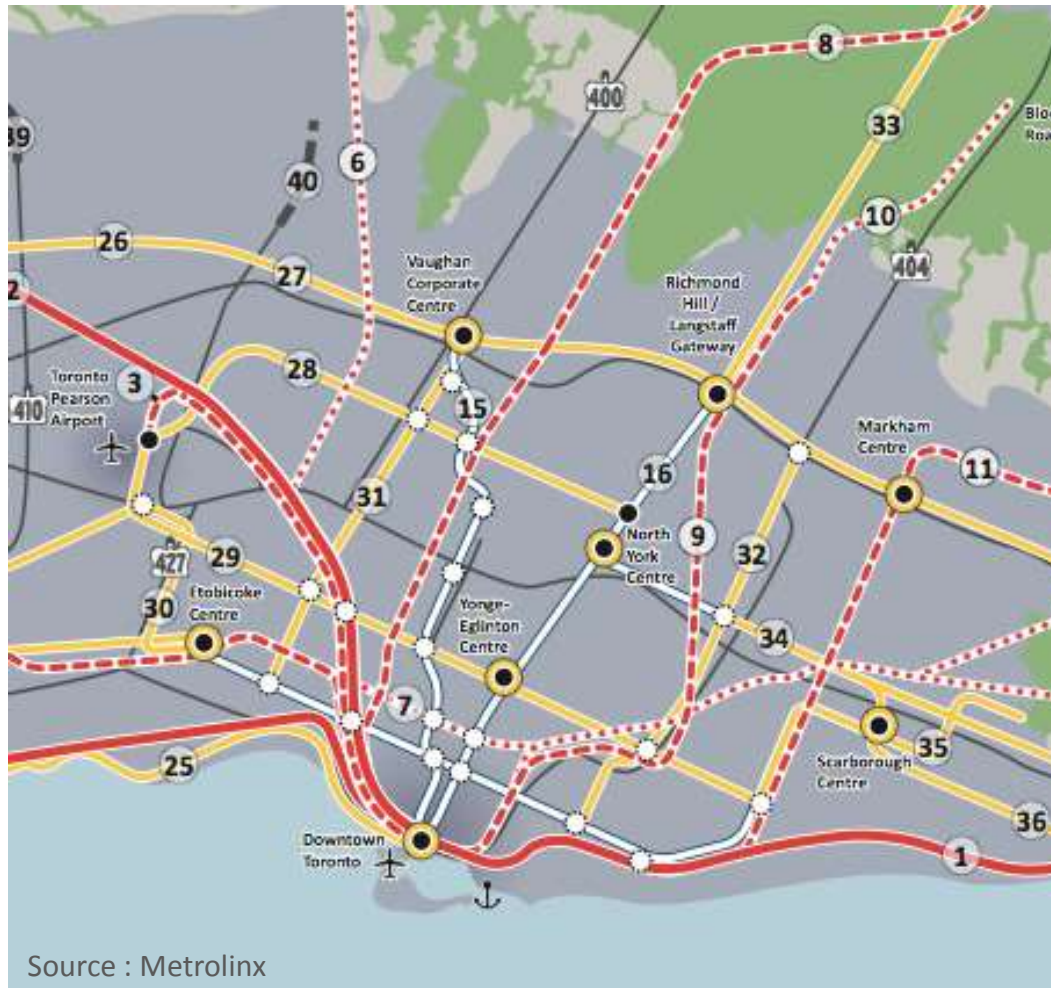 8
400
33
Bloo
Roa
39
6
10
40
26
Vaughan
Corporate
Centre
404
27
Richmond
Hill /
Langstaff
Gateway
2
28
3
Toronto
Pearson
Airport
410
15
Markham
Centre
16
11
31
9
North
York
Centre
427
29
32
Etobicoke
Centre
30
Yonge-
Eglinton
Centre
34
7
25
Scarborough
Centre
35
36
Downtown
Toronto
1
Source : Metrolinx